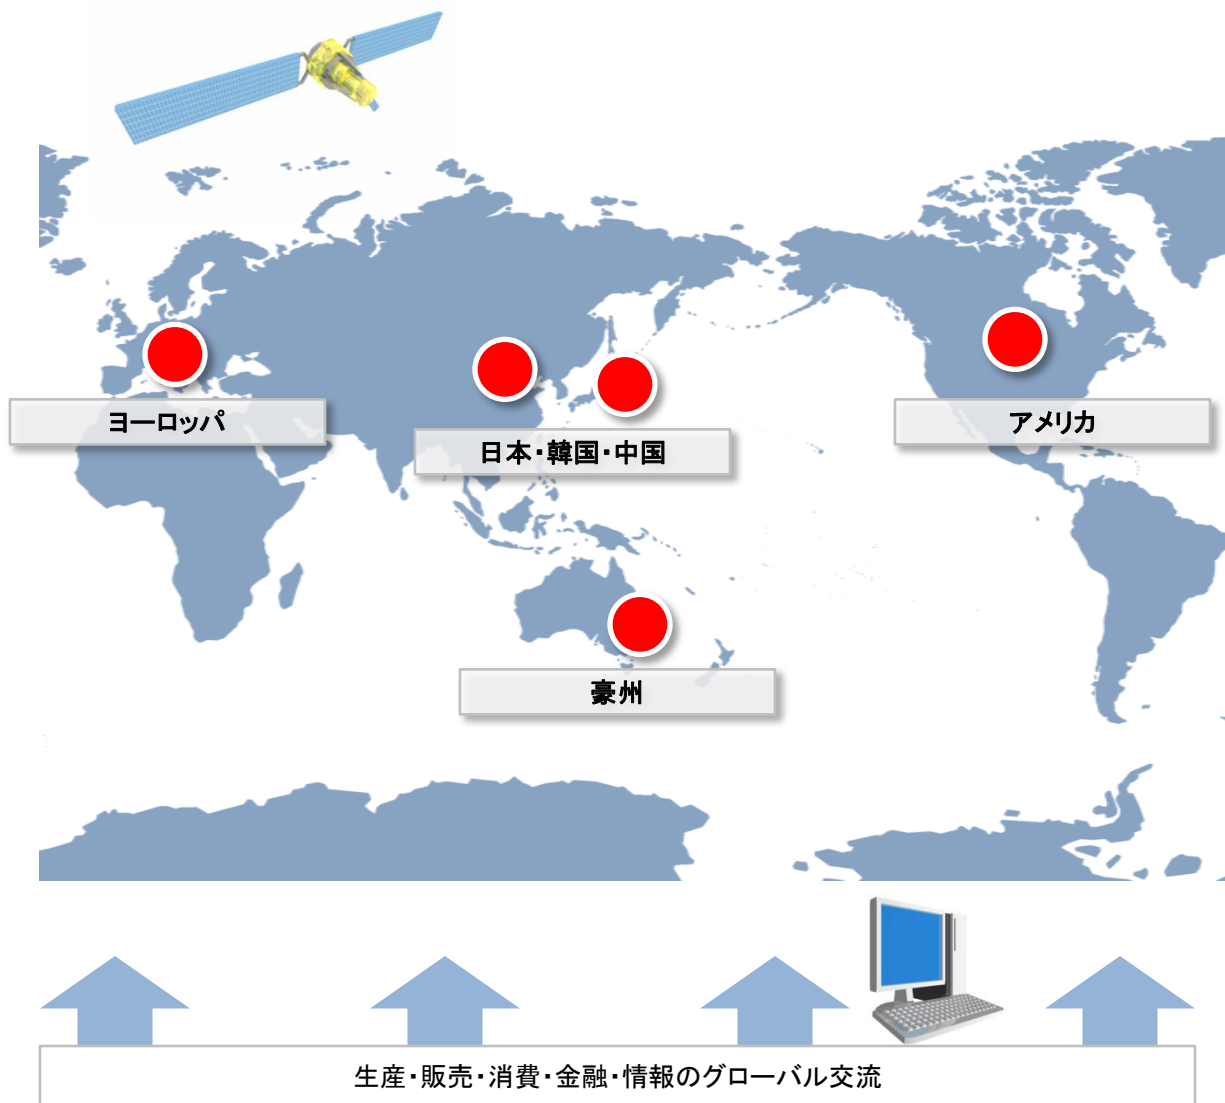 ヨーロッパ
日本・韓国・中国
アメリカ
豪州
生産・販売・消費・金融・情報のグローバル交流